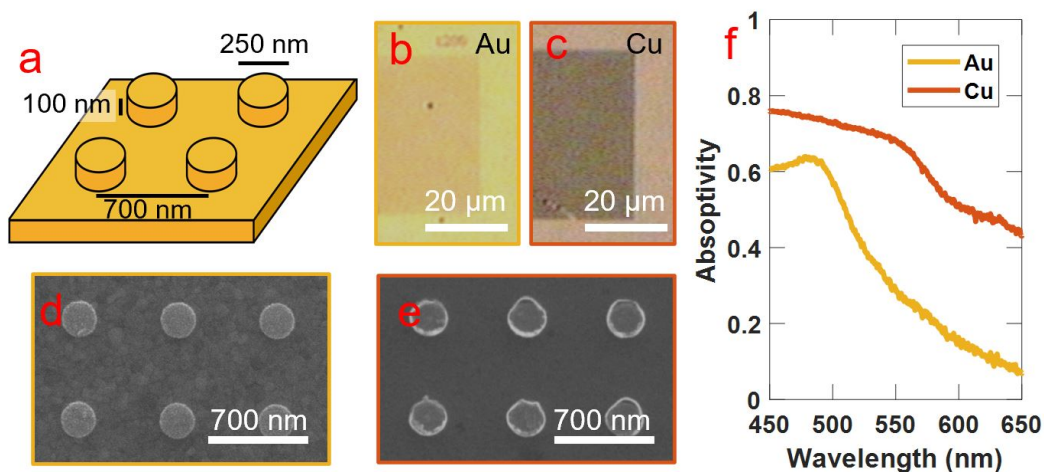 a
250 nm
100 nm
700 nm
b
Au
20 µm
c
Cu
20 µm
d
700 nm
e
700 nm
f
Au
Cu
1
0.8
0.6
0.4
0.2
0
450 500 550 600 650
Absoptivity
Wavelength (nm)